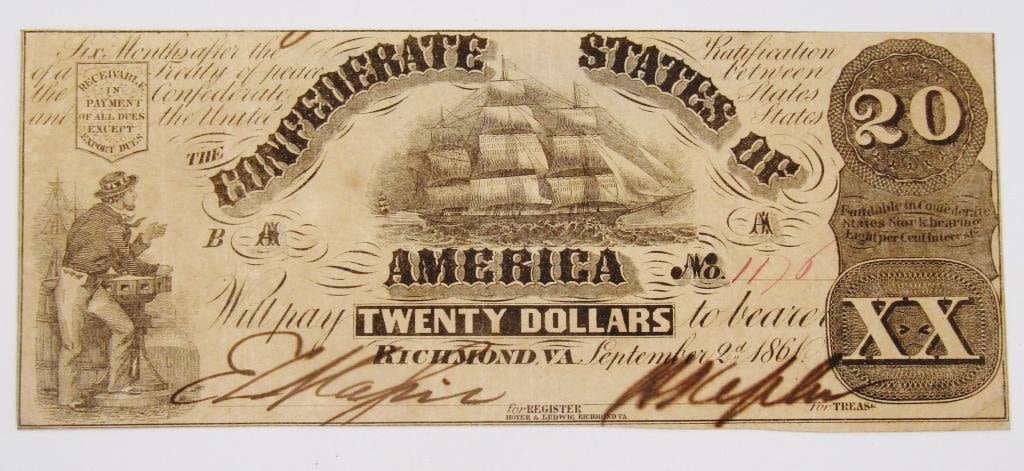 Six Months after the Ratification
of a Treaty of peace between
the Confederate States
and the United States
RECEIVABLE
IN
PAYMENT
OF ALL DUES
EXCEPT
EXPORT DUES
THE CONFEDERATE STATES OF
AMERICA
20
Fundable in Confederate
States Stock bearing
Eight per Cent Interest
B A A
No. 1176
Will pay TWENTY DOLLARS to bearer
XX
RICHMOND, VA. September 2d. 1861.
For REGISTER
For TREAS
HOYER & LUDWIG, RICHMOND VA.